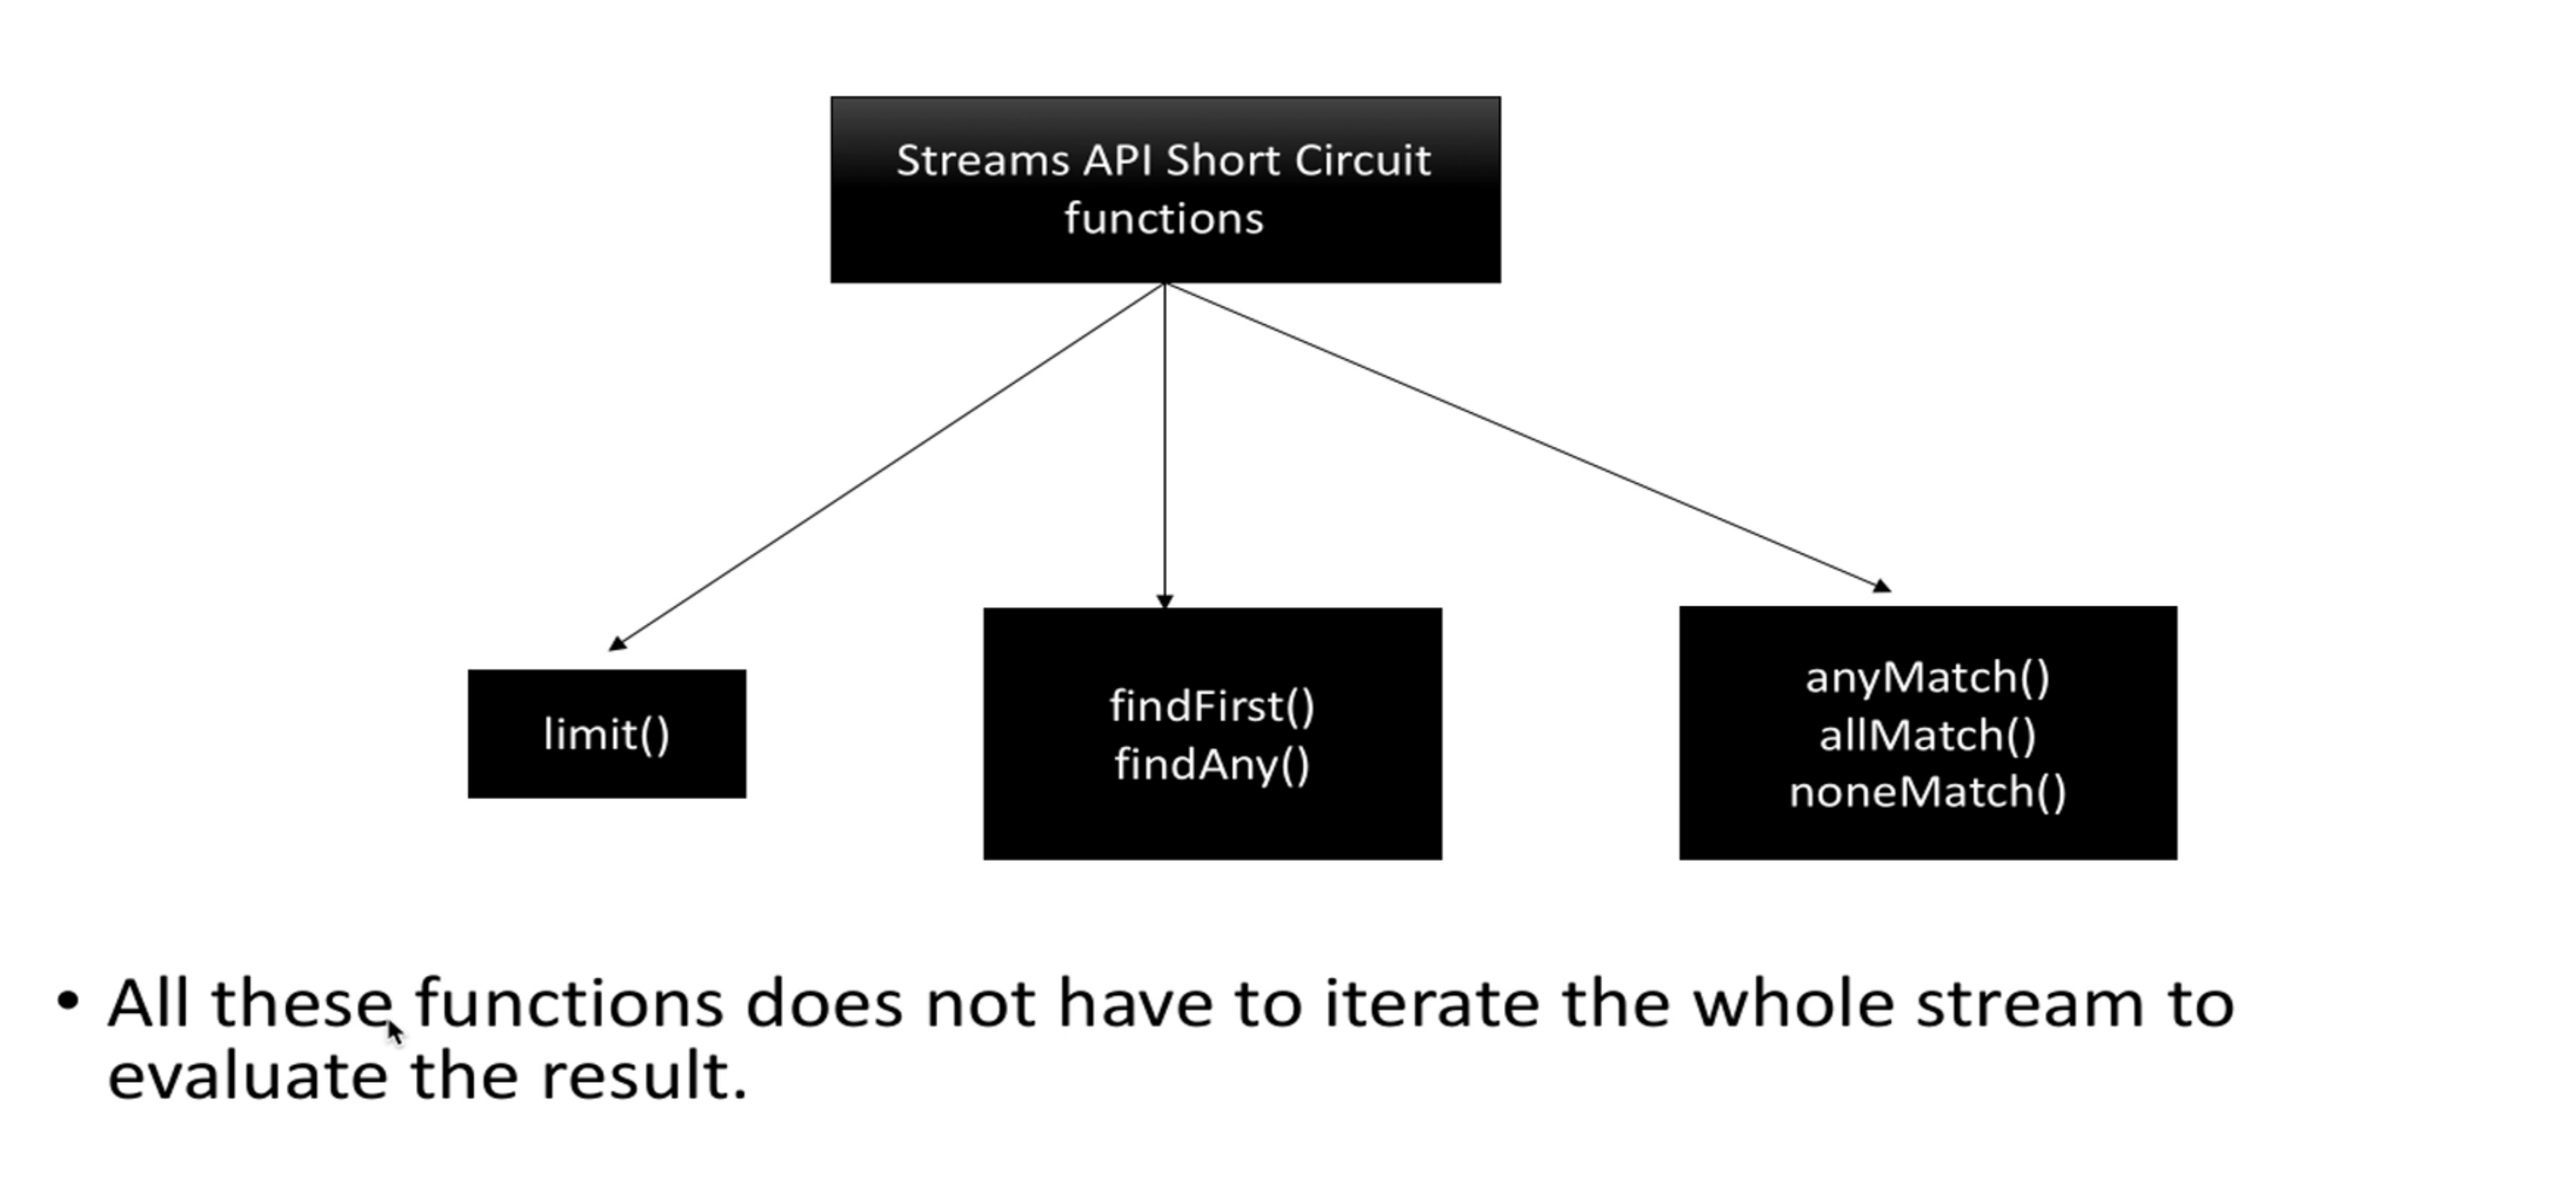 Streams API Short Circuit
functions
limit()
findFirst()
findAny()
anyMatch()
allMatch()
noneMatch()
• All these functions does not have to iterate the whole stream to
evaluate the result.